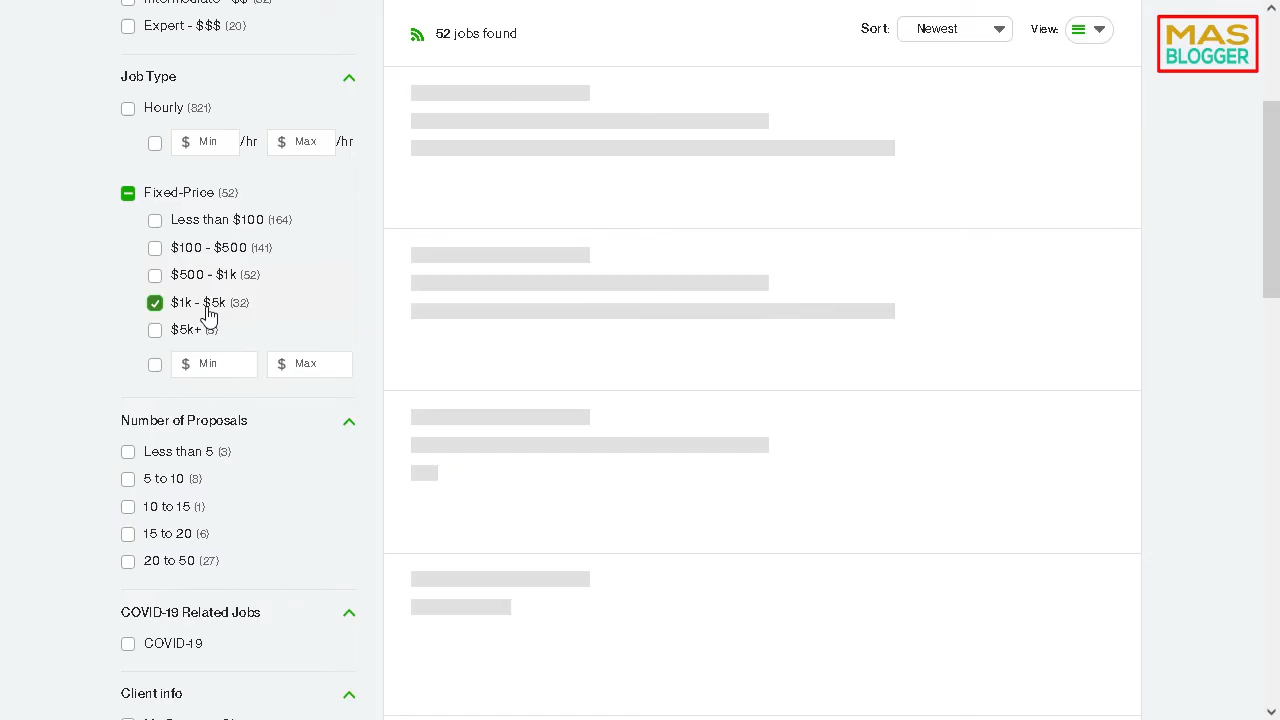 Expert - $$$ (20)
Job Type
Hourly (821)
$ Min /hr $ Max /hr
Fixed-Price (52)
Less than $100 (164)
$100 - $500 (141)
$500 - $1k (52)
$1k - $5k (32)
$5k+
$ Min $ Max
Number of Proposals
Less than 5 (3)
5 to 10 (8)
10 to 15 (1)
15 to 20 (6)
20 to 50 (27)
COVID-19 Related Jobs
COVID-19
Client info
52 jobs found
Sort: Newest View:
MAS
BLOGGER